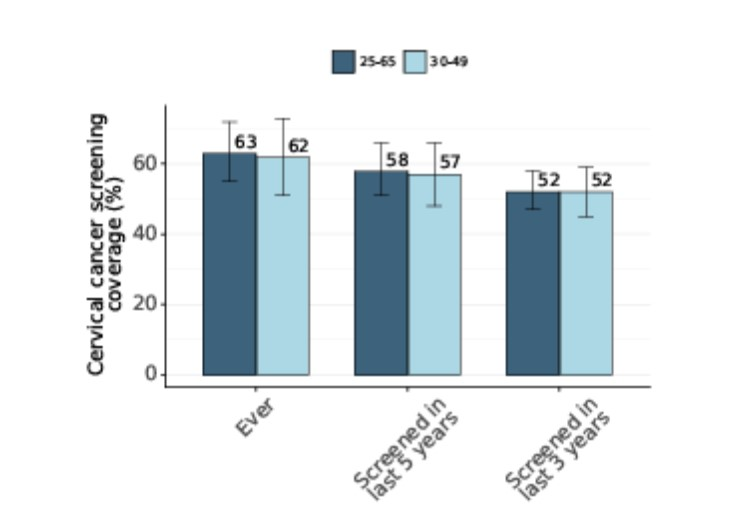 25-65 30-49
Cervical cancer screening
coverage (%)
60
40
20
0
63
62
58
57
52
52
Ever
Screened in
last 5 years
Screened in
last 3 years